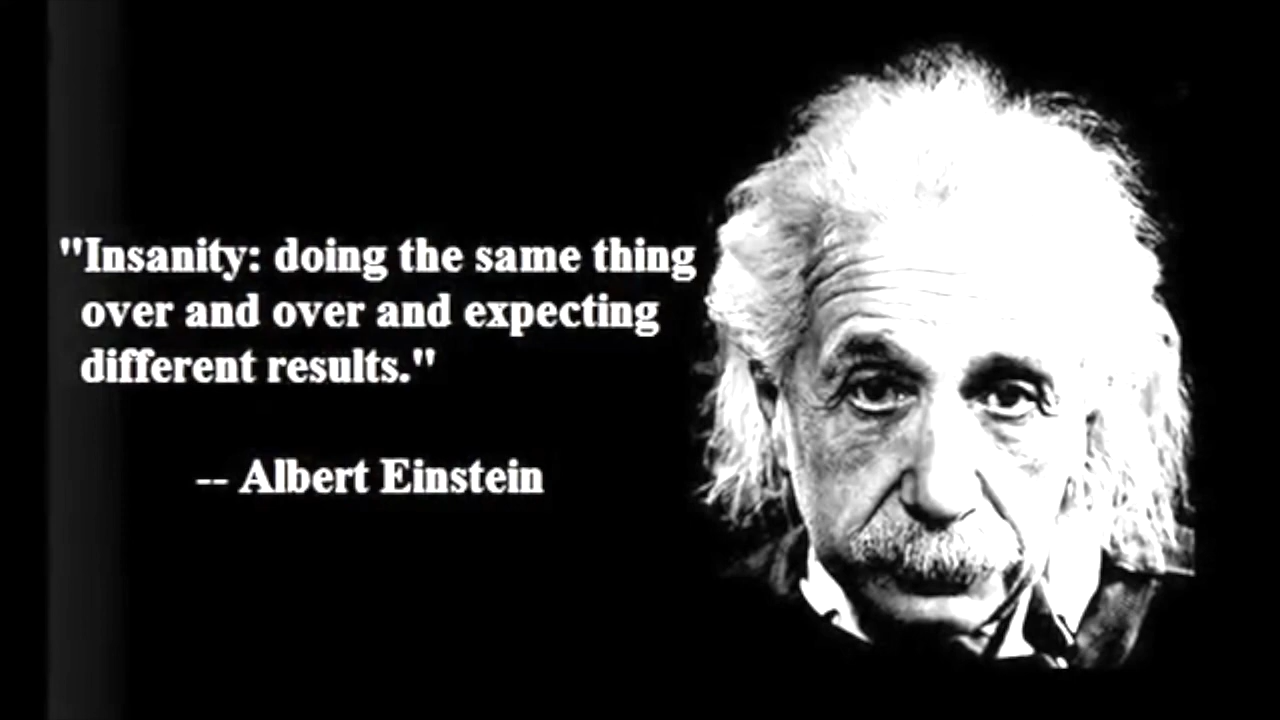 "Insanity: doing the same thing
over and over and expecting
different results."
-- Albert Einstein